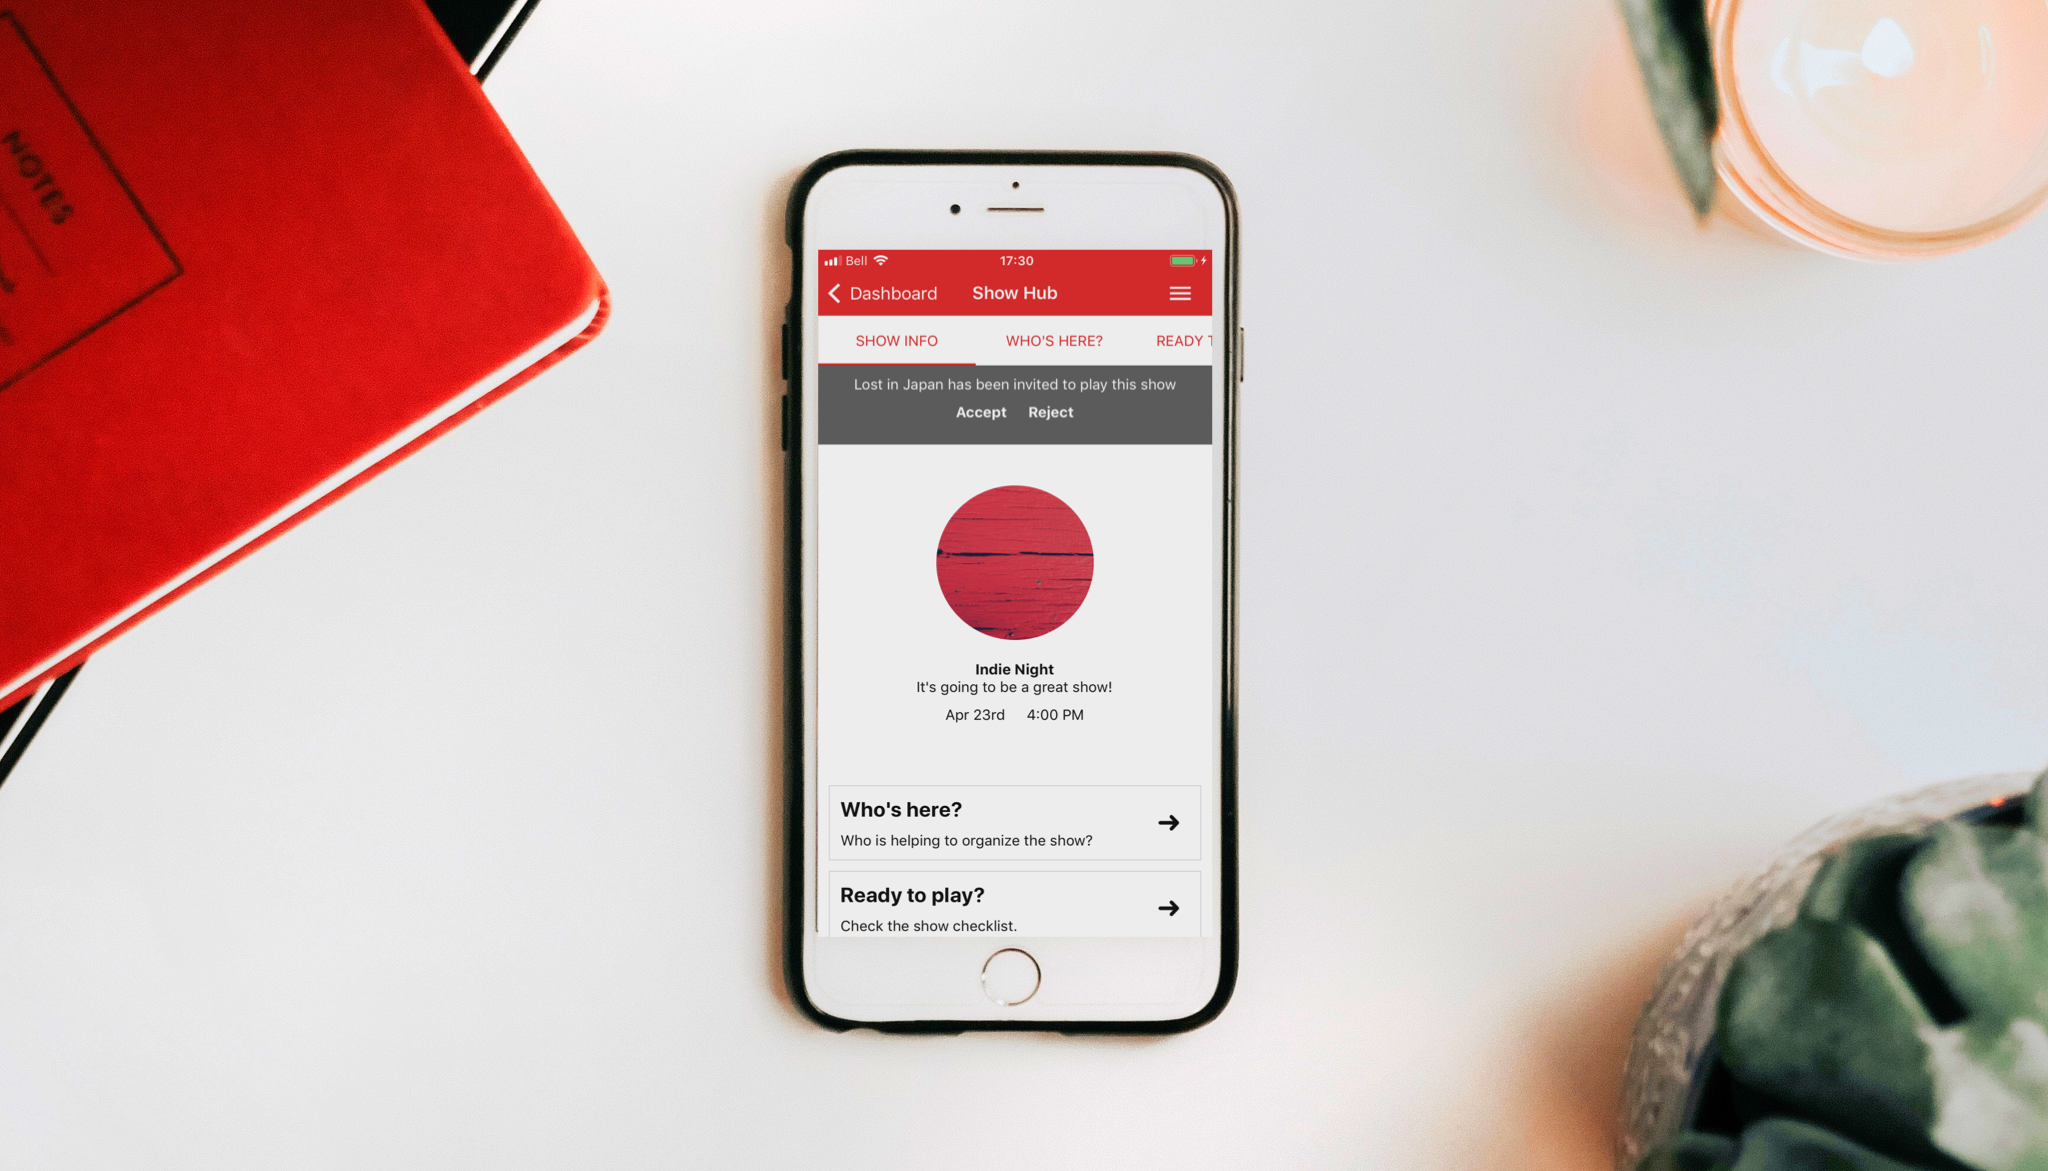 NOTES
Bell 17:30
Dashboard Show Hub
SHOW INFO WHO'S HERE? READY T
Lost in Japan has been invited to play this show
Accept Reject
Indie Night
It's going to be a great show!
Apr 23rd 4:00 PM
Who's here?
Who is helping to organize the show?
Ready to play?
Check the show checklist.